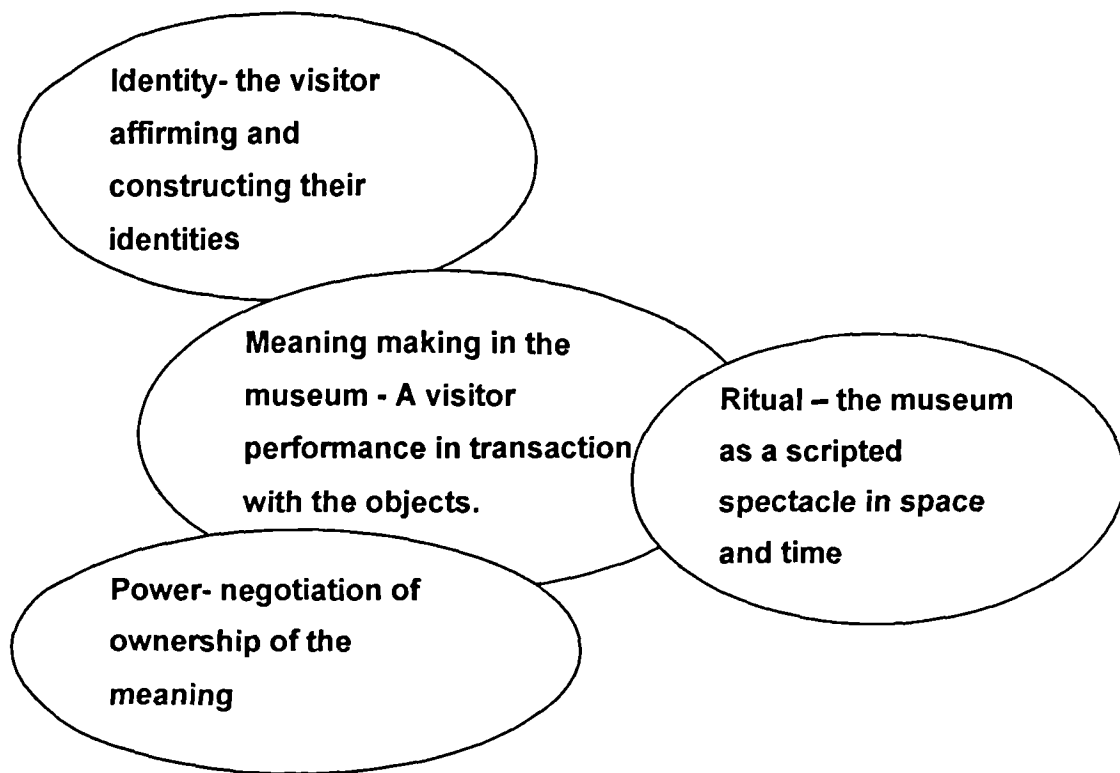 Identity- the visitor
affirming and
constructing their
identities
Meaning making in the
museum - A visitor
performance in transaction
with the objects.
Ritual – the museum
as a scripted
spectacle in space
and time
Power- negotiation of
ownership of the
meaning